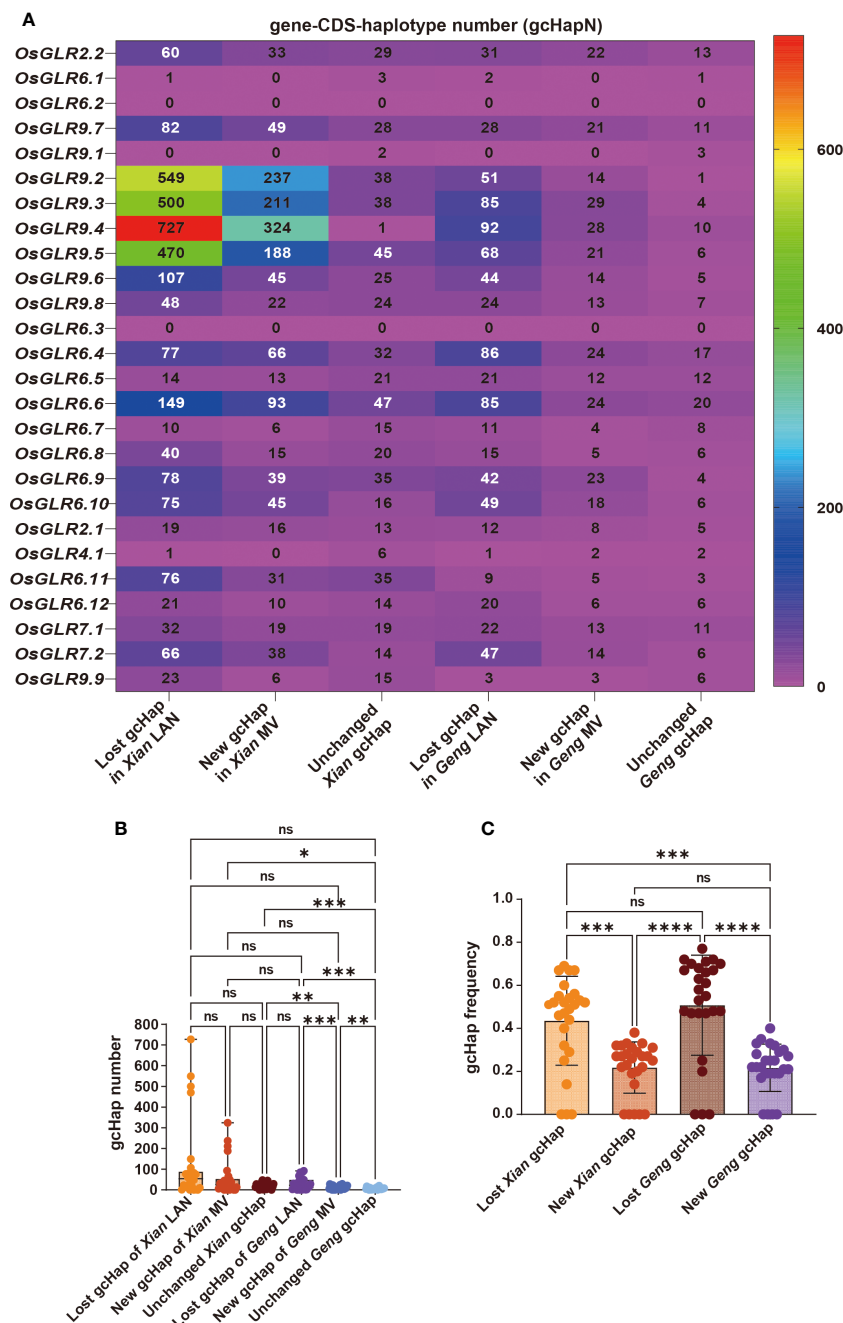 A
gene-CDS-haplotype number (gcHapN)
OsGLR2.2 60 33 29 31 22 13
OsGLR6.1 1 0 3 2 0 1
OsGLR6.2 0 0 0 0 0 0
OsGLR9.7 82 49 28 28 21 11
OsGLR9.1 0 0 2 0 0 3
OsGLR9.2 549 237 38 51 14 1
OsGLR9.3 500 211 38 85 29 4
OsGLR9.4 727 324 1 92 28 10
OsGLR9.5 470 188 45 68 21 6
OsGLR9.6 107 45 25 44 14 5
OsGLR9.8 48 22 24 24 13 7
OsGLR6.3 0 0 0 0 0 0
OsGLR6.4 77 66 32 86 24 17
OsGLR6.5 14 13 21 21 12 12
OsGLR6.6 149 93 47 85 24 20
OsGLR6.7 10 6 15 11 4 8
OsGLR6.8 40 15 20 15 5 6
OsGLR6.9 78 39 35 42 23 4
OsGLR6.10 75 45 16 49 18 6
OsGLR2.1 19 16 13 12 8 5
OsGLR4.1 1 0 6 1 2 2
OsGLR6.11 76 31 35 9 5 3
OsGLR6.12 21 10 14 20 6 6
OsGLR7.1 32 19 19 22 13 11
OsGLR7.2 66 38 14 47 14 6
OsGLR9.9 23 6 15 3 3 6
600
400
200
0
Lost gcHap
in Xian LAN
New gcHap
in Xian MV
Unchanged
Xian gcHap
Lost gcHap
in Geng LAN
New gcHap
in Geng MV
Unchanged
Geng gcHap
B
ns
*
ns
***
ns
ns
ns ***
ns **
ns ns ns *** **
800
700
600
500
400
300
200
100
0
gcHap number
Lost gcHap of Xian LAN
New gcHap of Xian MV
Unchanged Xian gcHap
Lost gcHap of Geng LAN
New gcHap of Geng MV
Unchanged Geng gcHap
C
***
ns
ns
*** **** ****
1.0
0.8
0.6
0.4
0.2
0.0
gcHap frequency
Lost Xian gcHap
New Xian gcHap
Lost Geng gcHap
New Geng gcHap